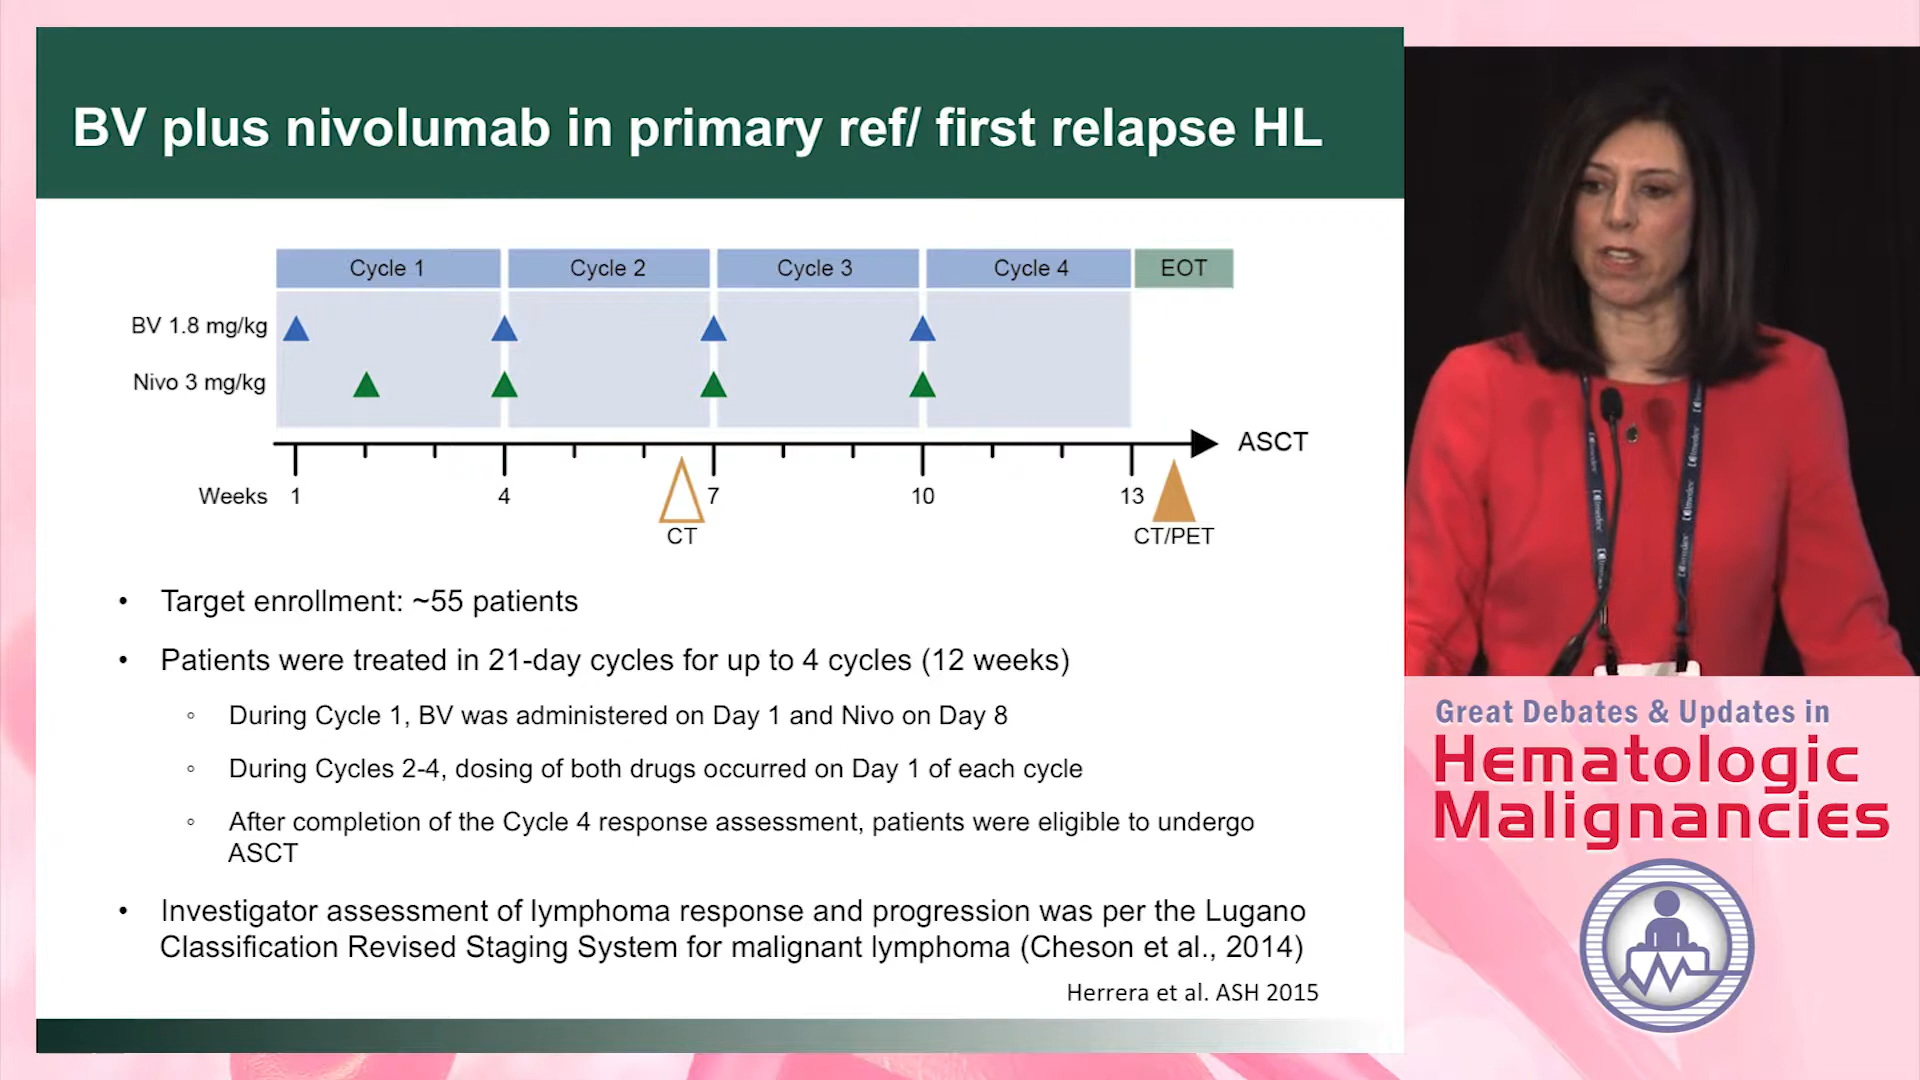 BV plus nivolumab in primary ref/ first relapse HL
Cycle 1 Cycle 2 Cycle 3 Cycle 4 EOT
BV 1.8 mg/kg
Nivo 3 mg/kg
ASCT
Weeks 1 4 7 10 13
CT CT/PET
• Target enrollment: ~55 patients
• Patients were treated in 21-day cycles for up to 4 cycles (12 weeks)
◦ During Cycle 1, BV was administered on Day 1 and Nivo on Day 8
◦ During Cycles 2-4, dosing of both drugs occurred on Day 1 of each cycle
◦ After completion of the Cycle 4 response assessment, patients were eligible to undergo
ASCT
• Investigator assessment of lymphoma response and progression was per the Lugano
Classification Revised Staging System for malignant lymphoma (Cheson et al., 2014)
Herrera et al. ASH 2015
Great Debates & Updates in
Hematologic
Malignancies